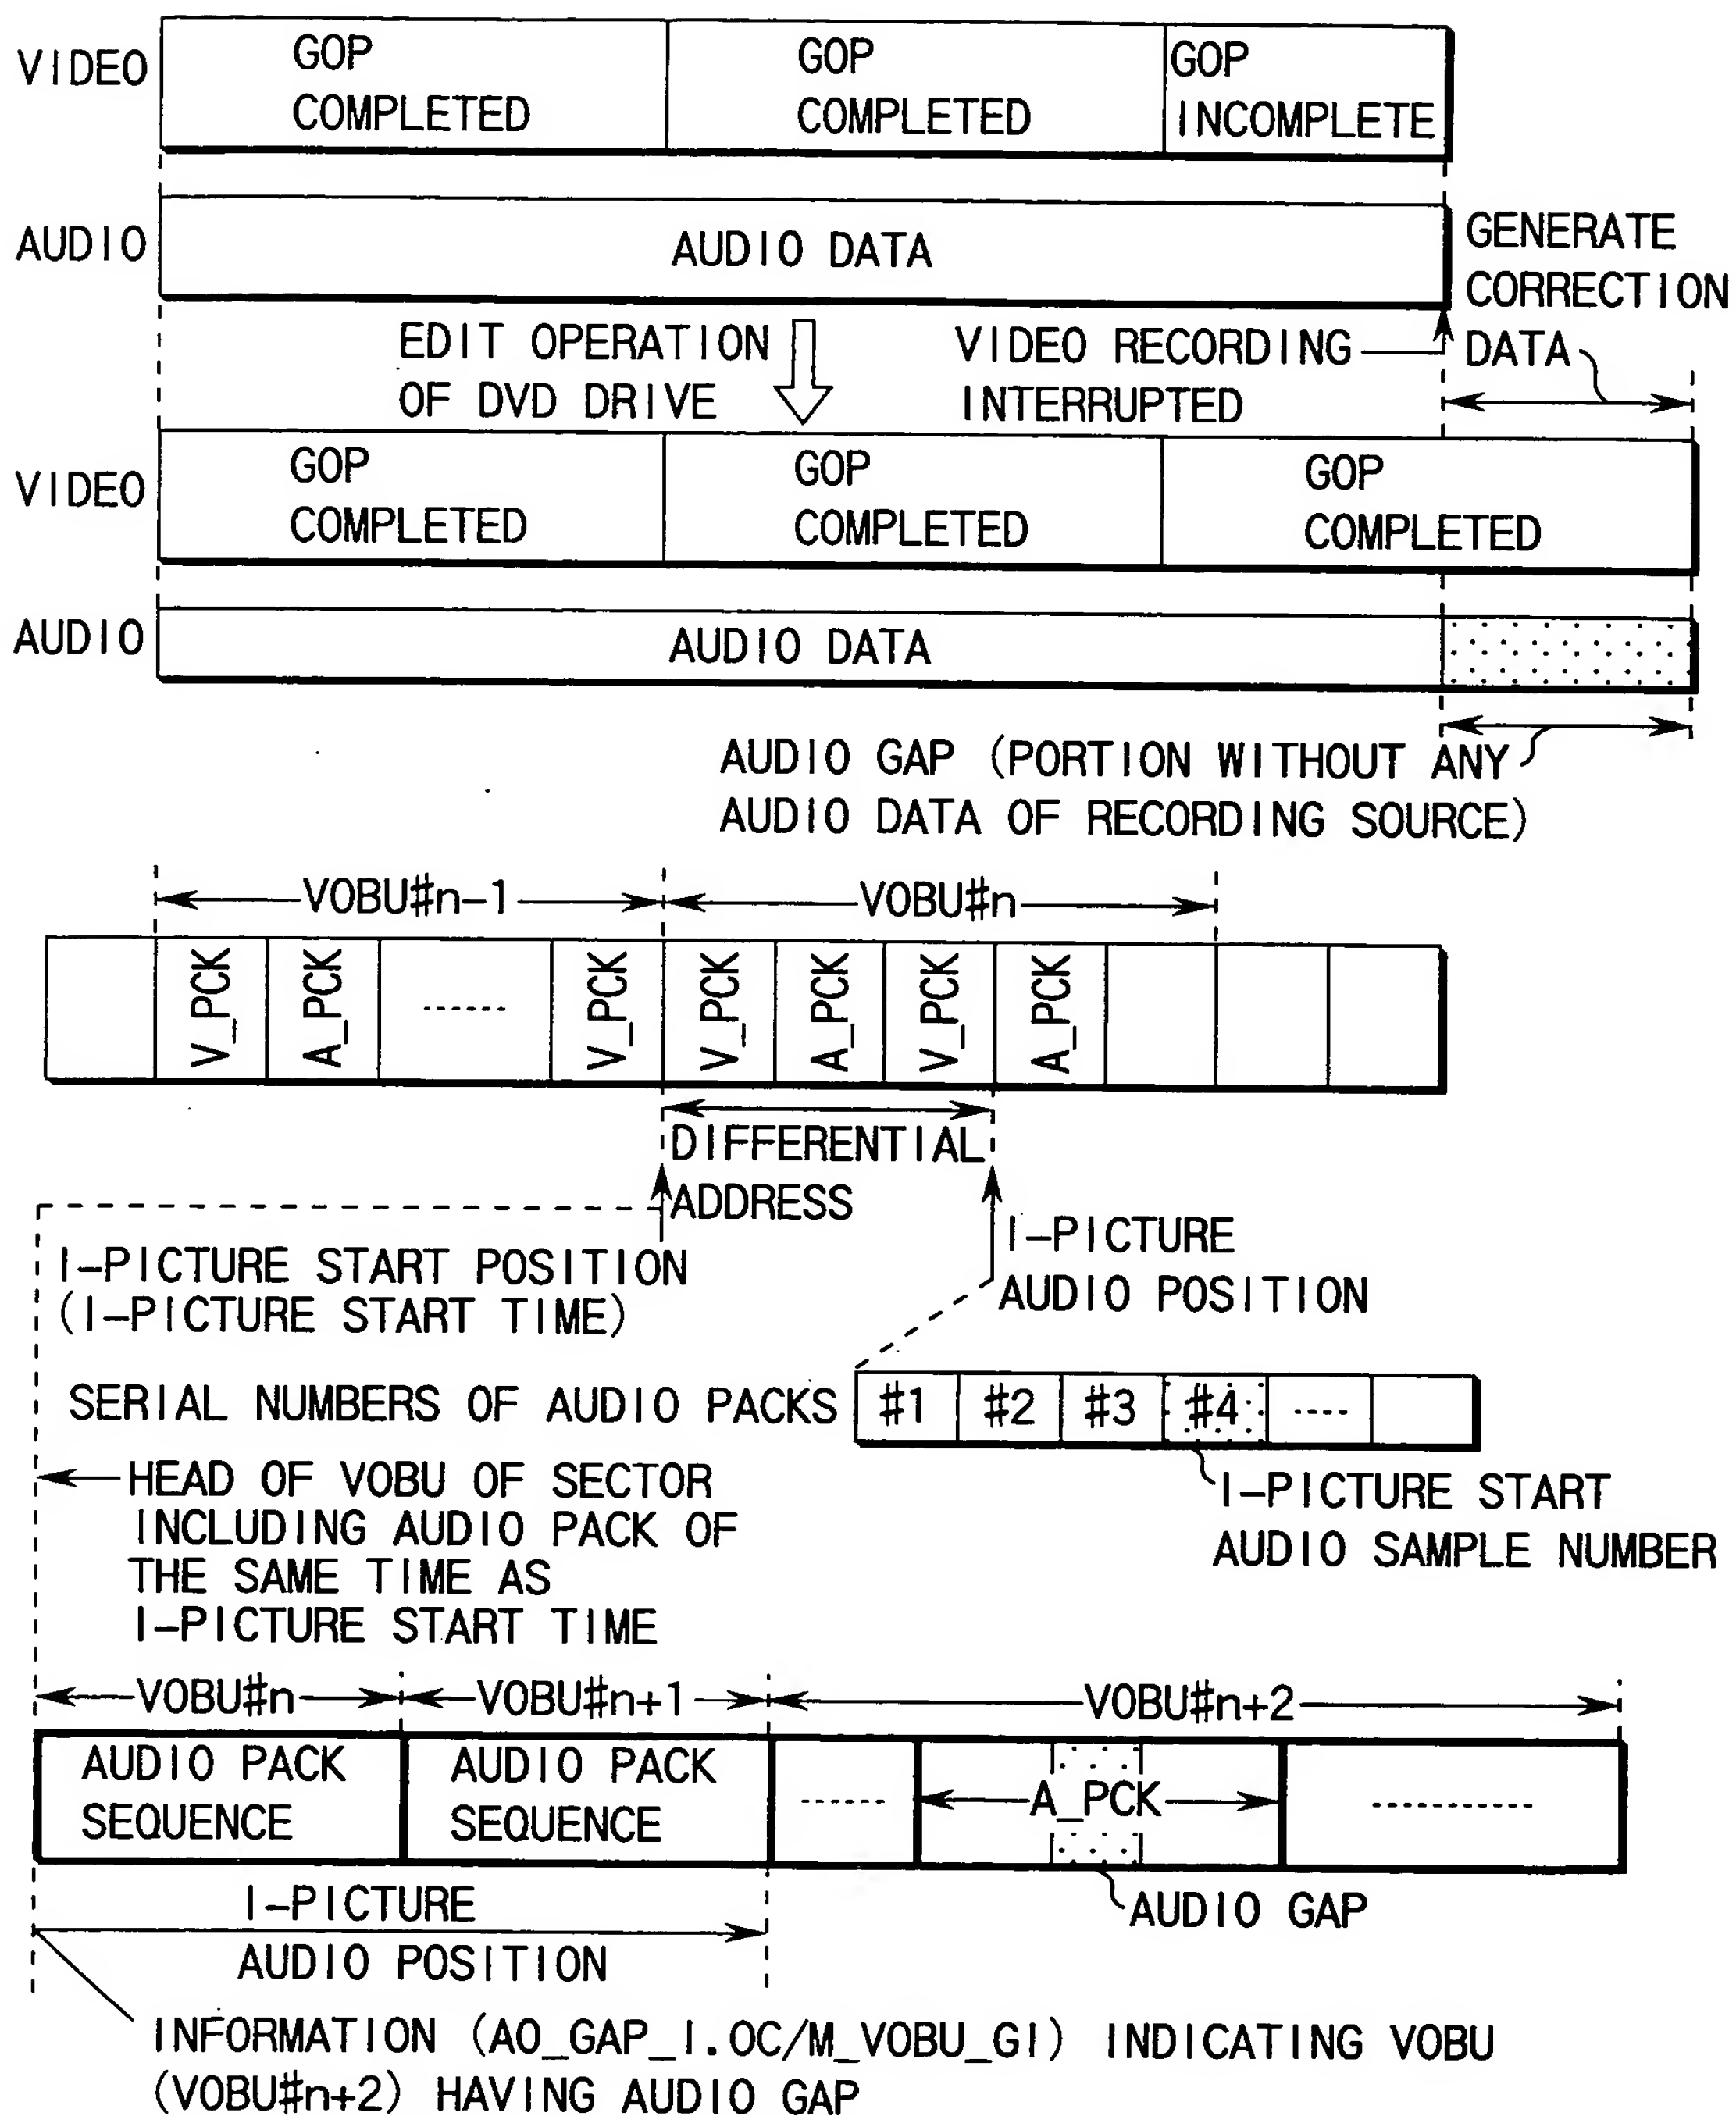 VIDEO
GOP
COMPLETED
GOP
COMPLETED
GOP
INCOMPLETE
AUDIO
AUDIO DATA
GENERATE
CORRECTION
DATA
EDIT OPERATION
OF DVD DRIVE
VIDEO RECORDING
INTERRUPTED
VIDEO
GOP
COMPLETED
GOP
COMPLETED
GOP
COMPLETED
AUDIO
AUDIO DATA
AUDIO GAP (PORTION WITHOUT ANY
AUDIO DATA OF RECORDING SOURCE)
VOBU#n-1
VOBU#n
V_PCK
A_PCK
------
V_PCK
V_PCK
A_PCK
V_PCK
A_PCK
DIFFERENTIAL
ADDRESS
I-PICTURE START POSITION
(I-PICTURE START TIME)
I-PICTURE
AUDIO POSITION
SERIAL NUMBERS OF AUDIO PACKS
#1
#2
#3
#4
----
I-PICTURE START
AUDIO SAMPLE NUMBER
HEAD OF VOBU OF SECTOR
INCLUDING AUDIO PACK OF
THE SAME TIME AS
I-PICTURE START TIME
VOBU#n
VOBU#n+1
VOBU#n+2
AUDIO PACK
SEQUENCE
AUDIO PACK
SEQUENCE
------
A_PCK
-----------
AUDIO GAP
I-PICTURE
AUDIO POSITION
INFORMATION (A0_GAP_I.OC/M_VOBU_GI) INDICATING VOBU
(VOBU#n+2) HAVING AUDIO GAP